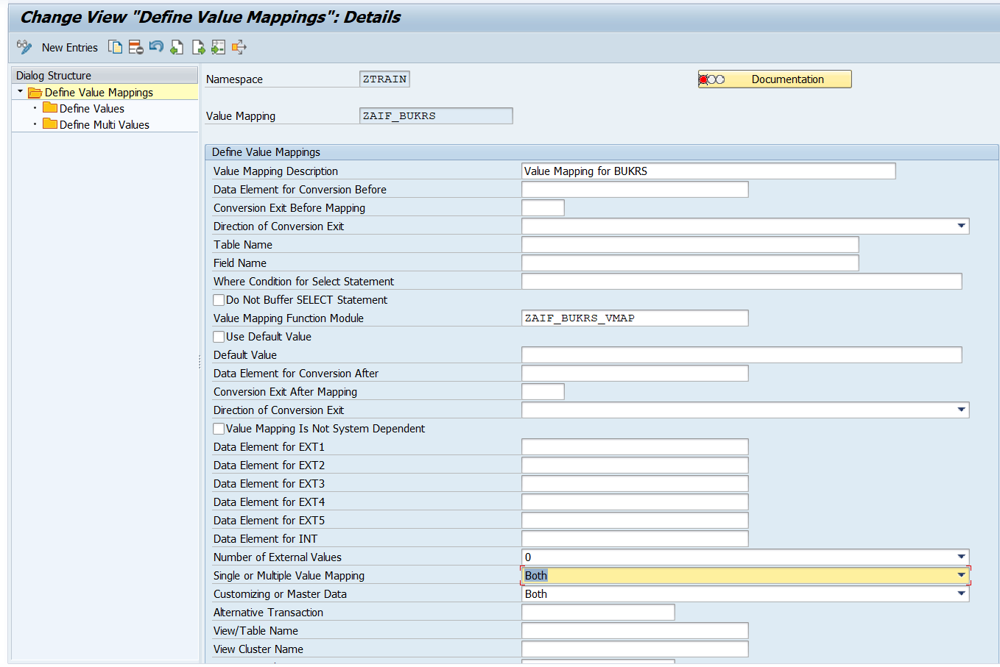 Change View "Define Value Mappings": Details
New Entries
Dialog Structure
Define Value Mappings
Define Values
Define Multi Values
Namespace ZTRAIN Documentation
Value Mapping ZAIF_BUKRS
Define Value Mappings
Value Mapping Description Value Mapping for BUKRS
Data Element for Conversion Before
Conversion Exit Before Mapping
Direction of Conversion Exit
Table Name
Field Name
Where Condition for Select Statement
Do Not Buffer SELECT Statement
Value Mapping Function Module ZAIF_BUKRS_VMAP
Use Default Value
Default Value
Data Element for Conversion After
Conversion Exit After Mapping
Direction of Conversion Exit
Value Mapping Is Not System Dependent
Data Element for EXT1
Data Element for EXT2
Data Element for EXT3
Data Element for EXT4
Data Element for EXT5
Data Element for INT
Number of External Values 0
Single or Multiple Value Mapping Both
Customizing or Master Data Both
Alternative Transaction
View/Table Name
View Cluster Name